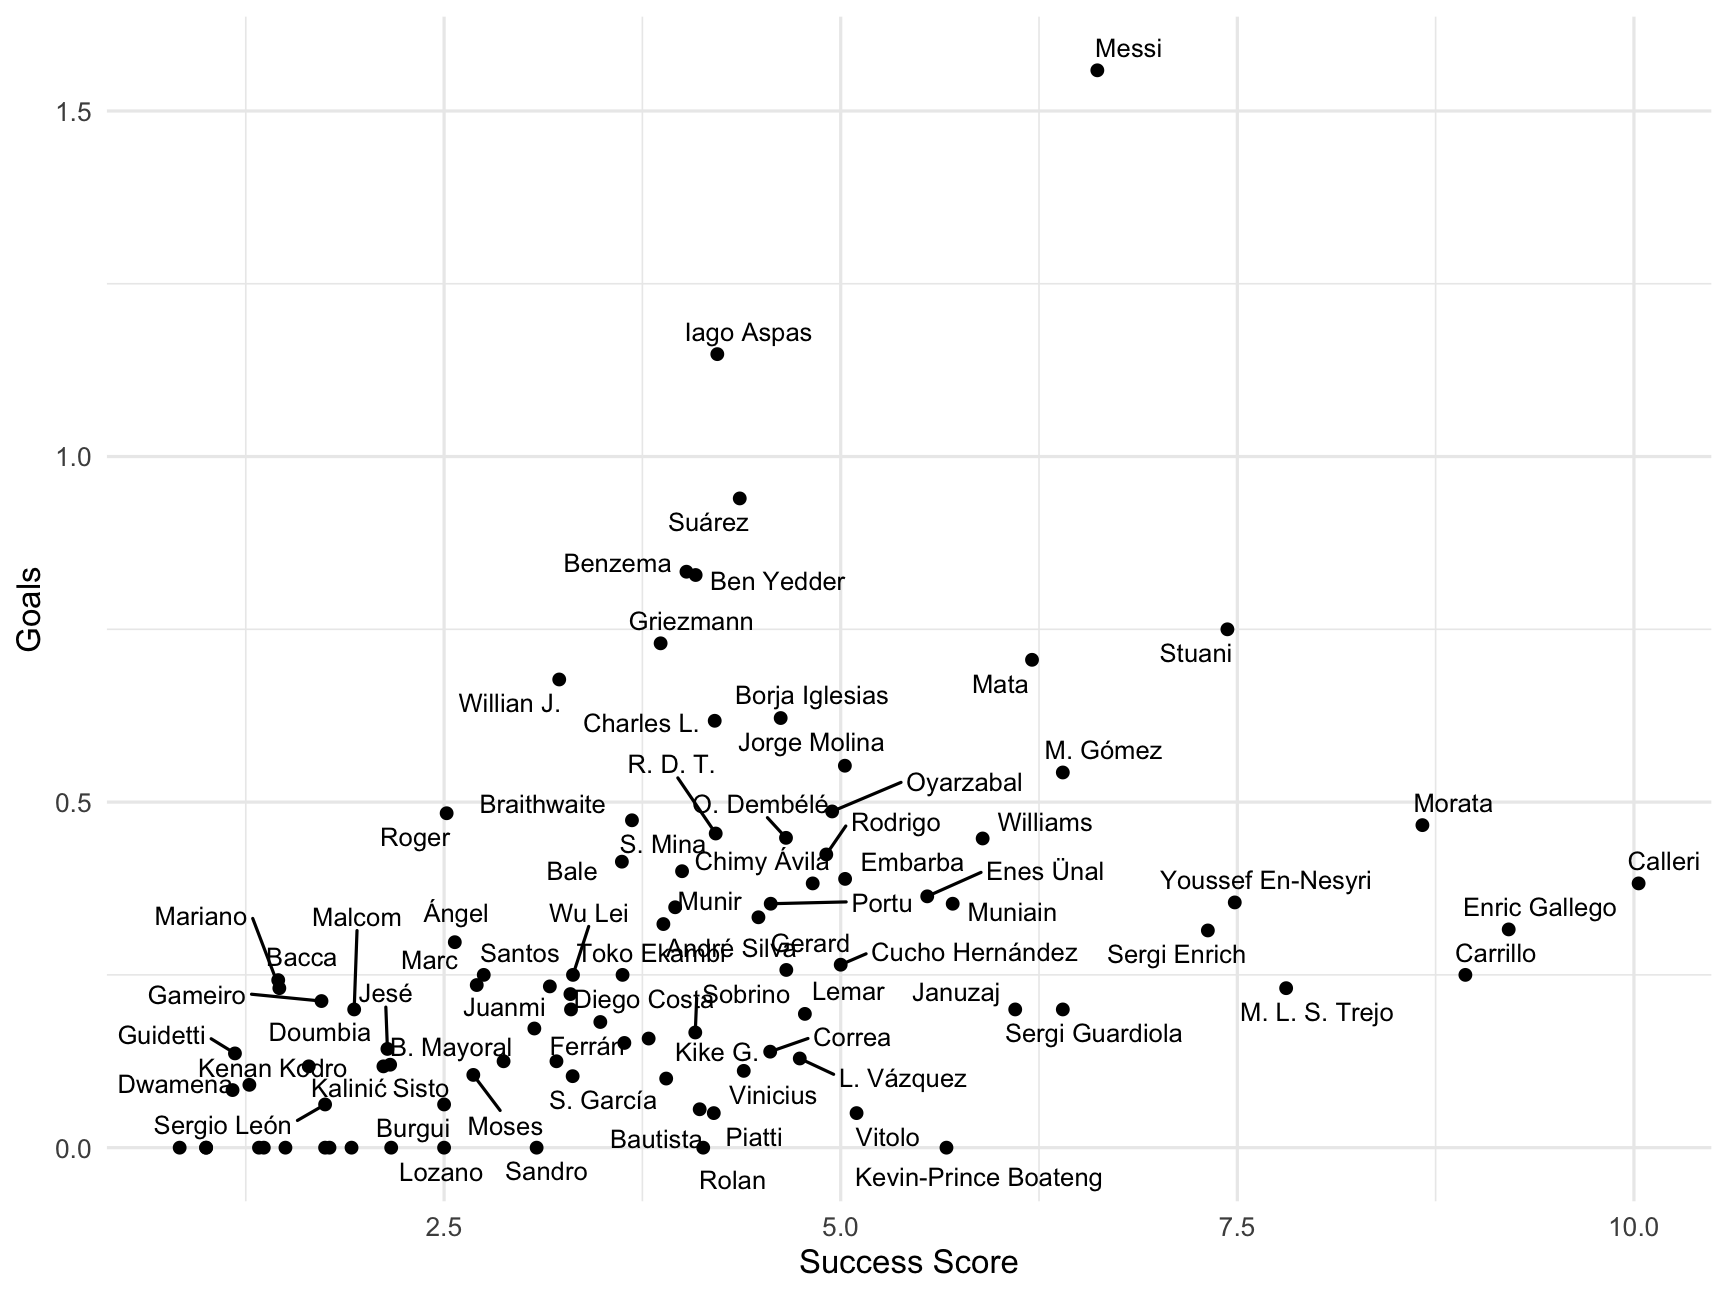 Messi
1.5
Iago Aspas
1.0
Suárez
Benzema
Ben Yedder
Goals
Griezmann
Stuani
Mata
Willian J.
Borja Iglesias
Charles L.
Jorge Molina
M. Gómez
R. D. T.
Oyarzabal
0.5
Braithwaite
O. Dembélé
Morata
Roger
S. Mina
Rodrigo
Williams
Bale
Chimy Ávila
Embarba
Enes Ünal
Calleri
Youssef En-Nesyri
Mariano
Malcom
Ángel
Wu Lei
Munir
Portu
Muniain
Enric Gallego
Bacca
Marc
Santos
Toko Ekambi
André Silva
Gerard
Cucho Hernández
Sergi Enrich
Carrillo
Gameiro
Jesé
Juanmi
Diego Costa
Sobrino
Lemar
Januzaj
M. L. S. Trejo
Guidetti
Doumbia
B. Mayoral
Ferrán
Kike G.
Correa
Sergi Guardiola
Kenan Kodro
Dwamena
Kalinić
Sisto
S. García
Vinicius
L. Vázquez
Sergio León
Burgui
Moses
Bautista
Piatti
Vitolo
0.0
Lozano
Sandro
Rolan
Kevin-Prince Boateng
2.5
5.0
7.5
10.0
Success Score